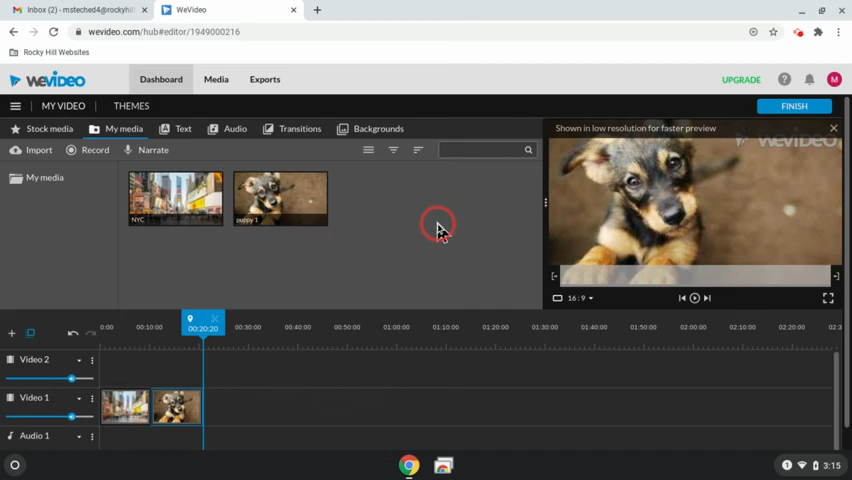 Inbox (2) - msteched4@rockyhill
WeVideo
wevideo.com/hub#editor/1949000216
Rocky Hill Websites
WEVIDEO
Dashboard
Media
Exports
UPGRADE
?
M
MY VIDEO
THEMES
FINISH
Stock media
My media
Text
Audio
Transitions
Backgrounds
Shown in low resolution for faster preview
WEVIDEO
Import
Record
Narrate
My media
NYC
puppy 1
16:9
00:20:20
0:00
00:10:00
00:30:00
00:40:00
00:50:00
01:00:00
01:10:00
01:20:00
01:30:00
01:40:00
01:50:00
02:00:00
02:10:00
02:20:00
02:3
Video 2
Video 1
Audio 1
1
3:15